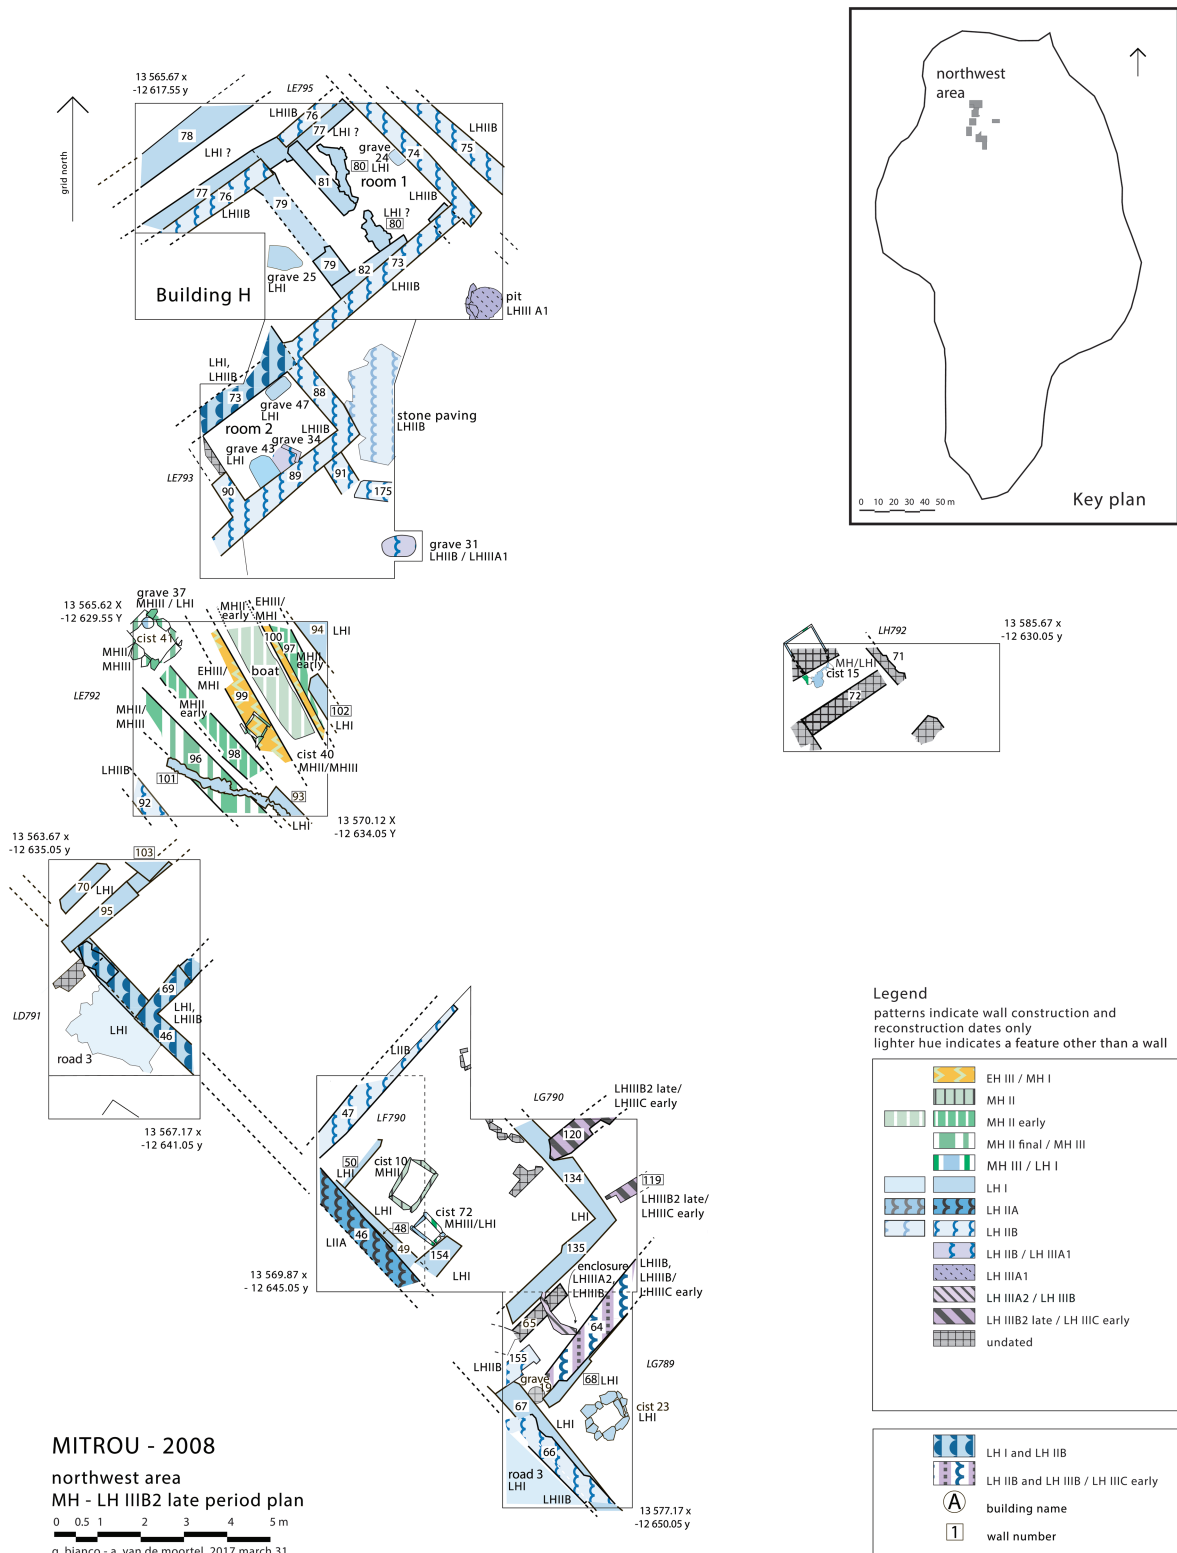 13 565.67 x
-12 617.55 y
LE795
grid north
78
LHI ?
LHIIB
76
77
LHI ?
grave
24
LHI
80
room 1
74
LHIIB
75
77
76
LHIIB
79
81
LHI ?
80
LHIIB
79
82
73
LHIIB
grave 25
LHI
Building H
pit
LHIII A1
LHI,
LHIIB
73
grave 47
LHI
88
room 2
LHIIB
grave 34
grave 43
LHI
stone paving
LHIIB
LE793
90
89
91
175
grave 31
LHIIB / LHIIIA1
northwest
area
0 10 20 30 40 50 m
Key plan
13 565.62 X
-12 629.55 Y
grave 37
MHIII / LHI
cist 41
MHII/
MHIII
MHII
early
EHIII/
MHI
100
97
94
LHI
MHII
early
boat
EHIII/
MHI
99
LE792
MHII/
MHIII
MHII
early
102
LHI
98
96
cist 40
MHII/MHIII
LHIIB
101
92
93
LHI
13 570.12 X
-12 634.05 Y
LH792
13 585.67 x
-12 630.05 y
71
MH/LHI
cist 15
72
13 563.67 x
-12 635.05 y
103
70
LHI
95
69
LHI,
LHIIB
46
LD791
LHI
road 3
13 567.17 x
-12 641.05 y
LIIB
47
LF790
50
LHI
cist 10
MHII
LHI
46
LIIA
48
49
cist 72
MHIII/LHI
154
LHI
13 569.87 x
-12 645.05 y
LG790
LHIIIB2 late/
LHIIIC early
120
134
119
LHIIIB2 late/
LHIIIC early
LHI
135
enclosure
LHIIIA2,
LHIIIB
LHIIB,
LHIIIB/
LHIIIC early
65
64
155
LHIIB
LG789
grave
19
68
LHI
67
LHI
cist 23
LHI
66
road 3
LHI
LHIIB
13 577.17 x
-12 650.05 y
Legend
patterns indicate wall construction and
reconstruction dates only
lighter hue indicates a feature other than a wall
EH III / MH I
MH II
MH II early
MH II final / MH III
MH III / LH I
LH I
LH IIA
LH IIB
LH IIB / LH IIIA1
LH IIIA1
LH IIIA2 / LH IIIB
LH IIIB2 late / LH IIIC early
undated
LH I and LH IIB
LH IIB and LH IIIB / LH IIIC early
A
building name
1
wall number
MITROU - 2008
northwest area
MH - LH IIIB2 late period plan
0 0.5 1 2 3 4 5 m
g. bianco - a. van de moortel, 2017 march 31